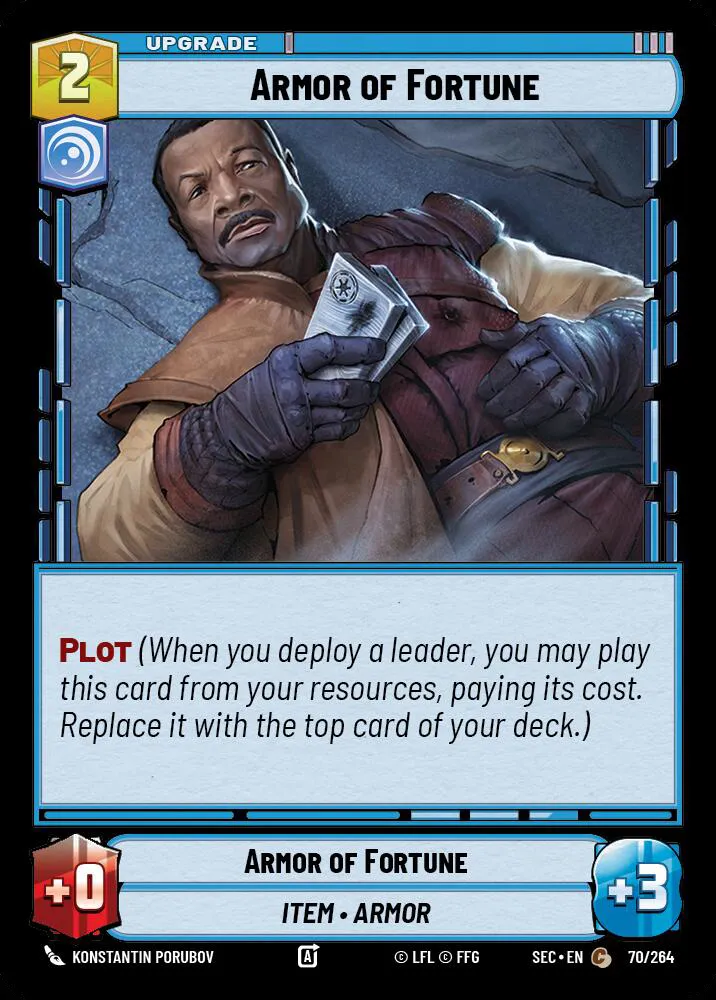 UPGRADE
2
ARMOR OF FORTUNE
PLOT (When you deploy a leader, you may play
this card from your resources, paying its cost.
Replace it with the top card of your deck.)
+0
ARMOR OF FORTUNE
+3
ITEM • ARMOR
KONSTANTIN PORUBOV
A
© LFL © FFG
SEC • EN
C
70/264